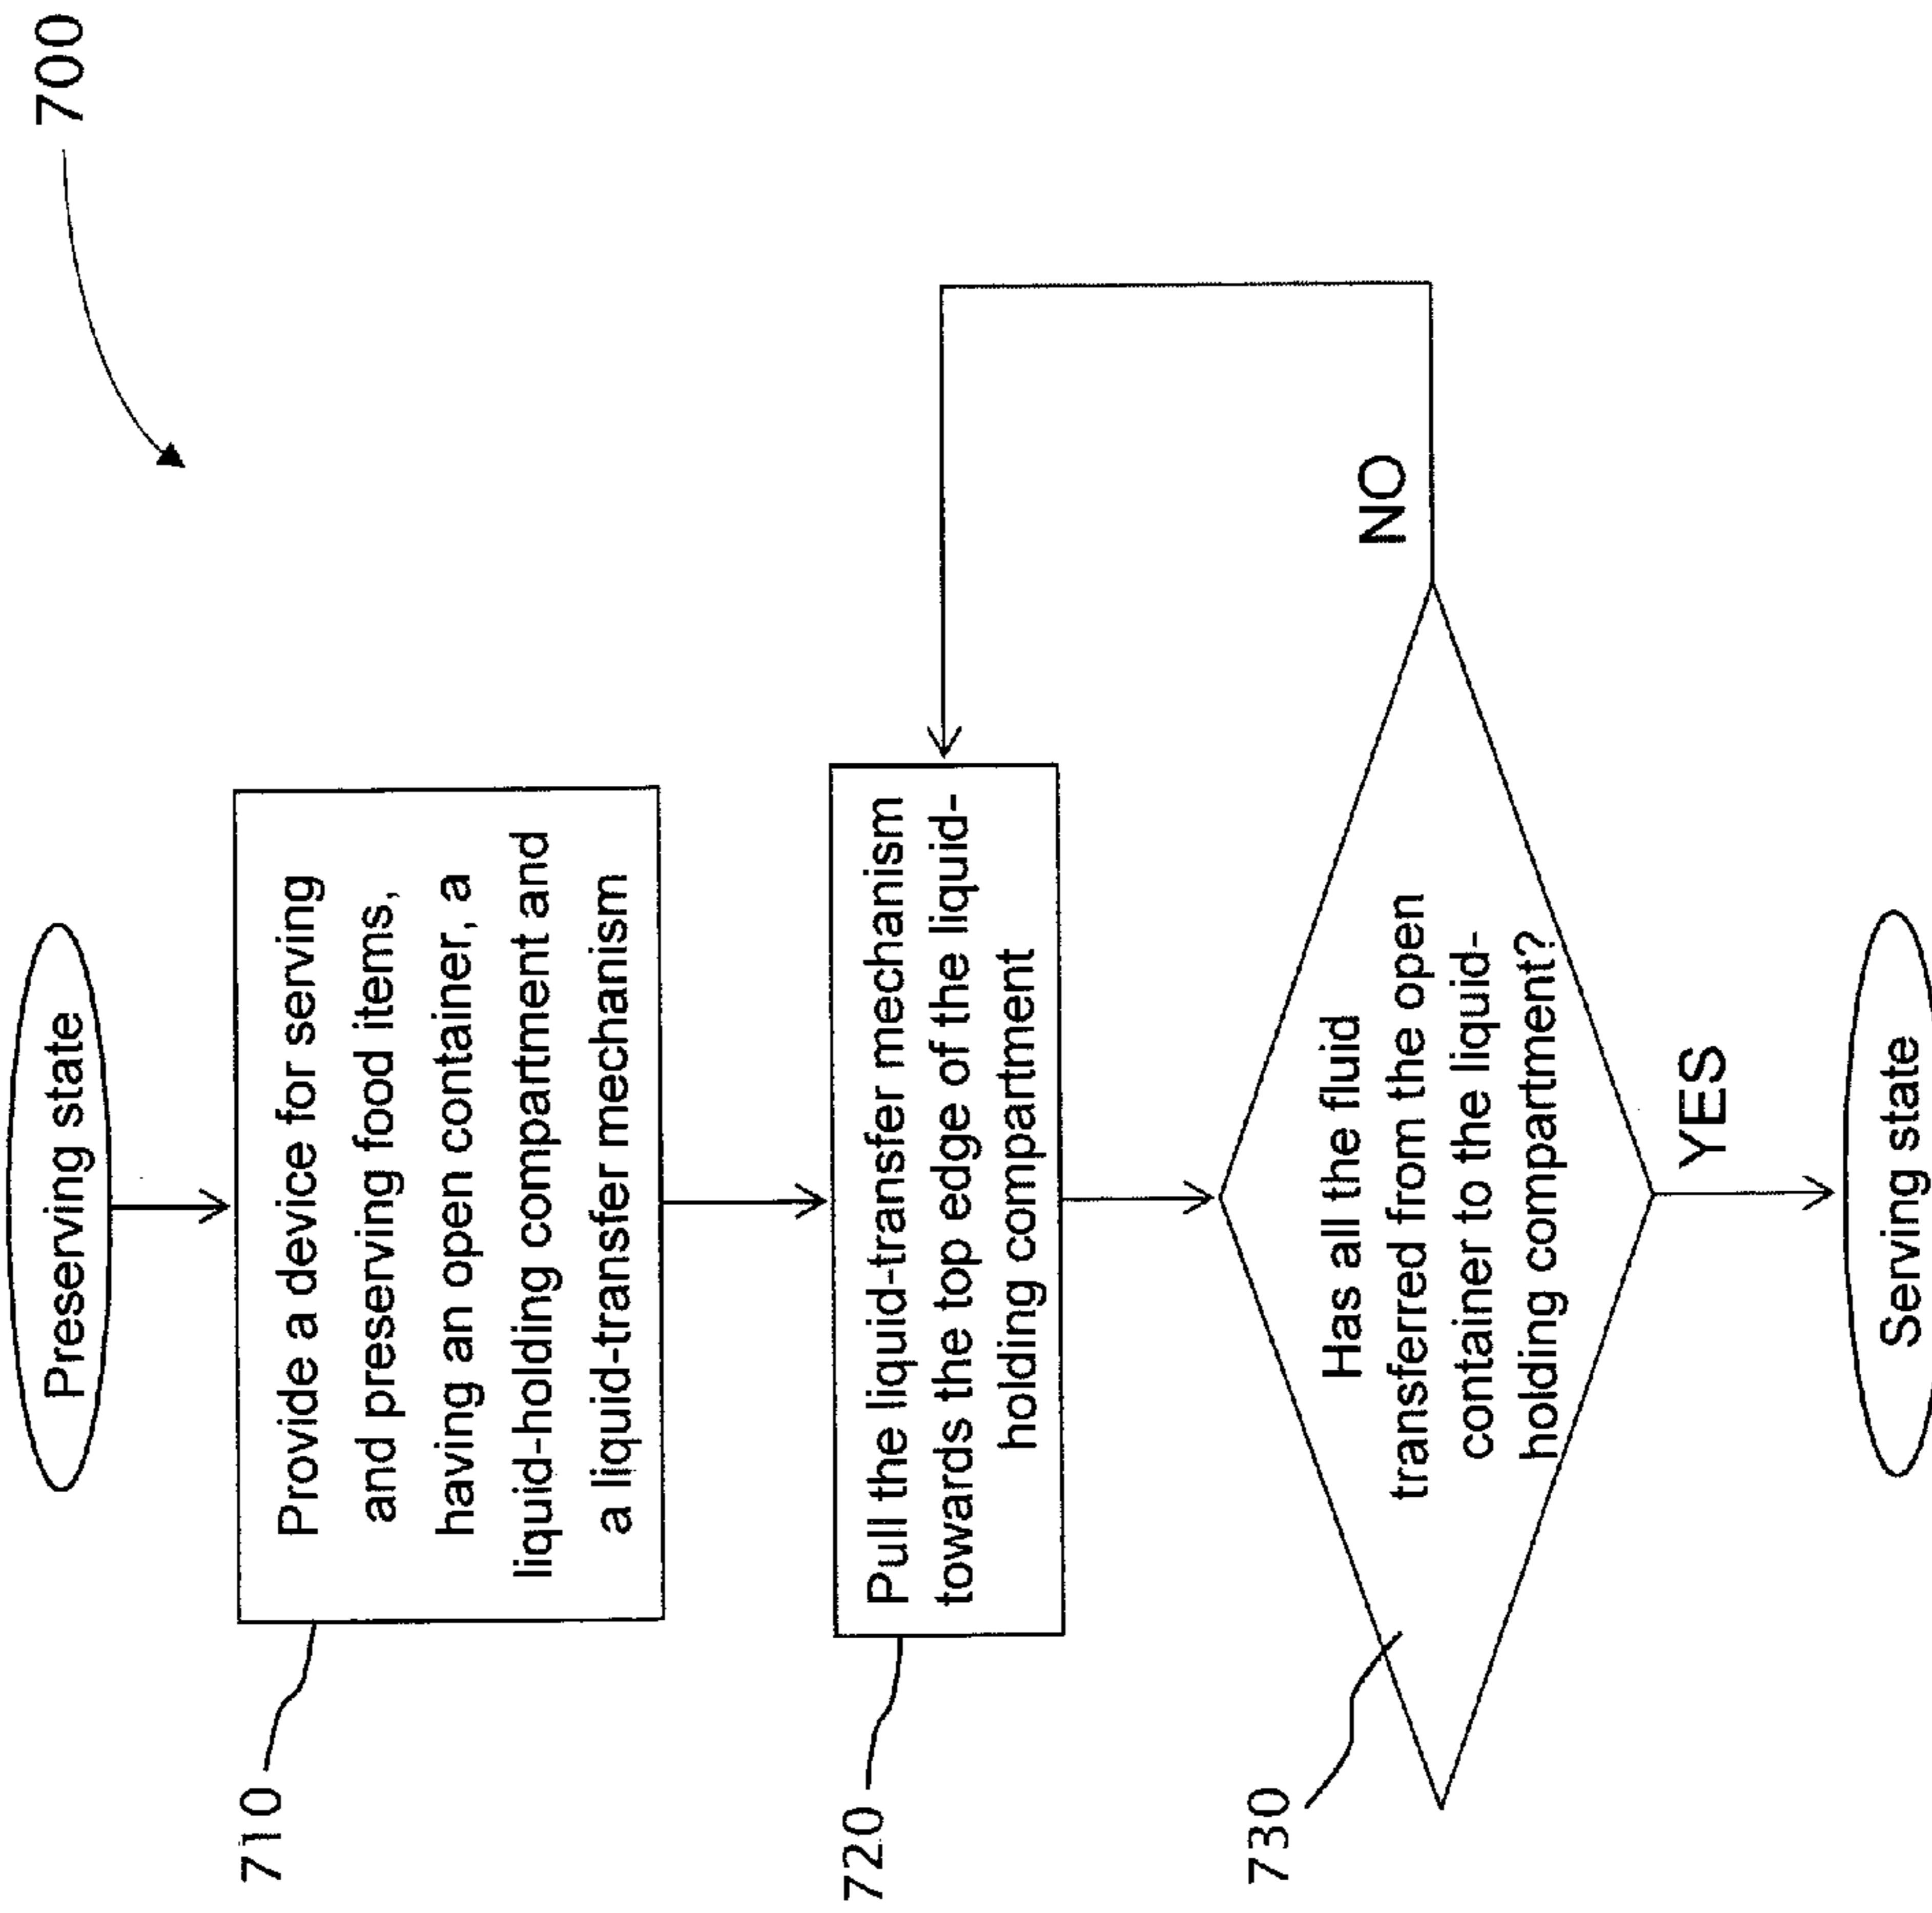 700
Preserving state
710
Provide a device for serving
and preserving food items,
having an open container, a
liquid-holding compartment and
a liquid-transfer mechanism
720
Pull the liquid-transfer mechanism
towards the top edge of the liquid-
holding compartment
730
Has all the fluid
transferred from the open
container to the liquid-
holding compartment?
NO
YES
Serving state